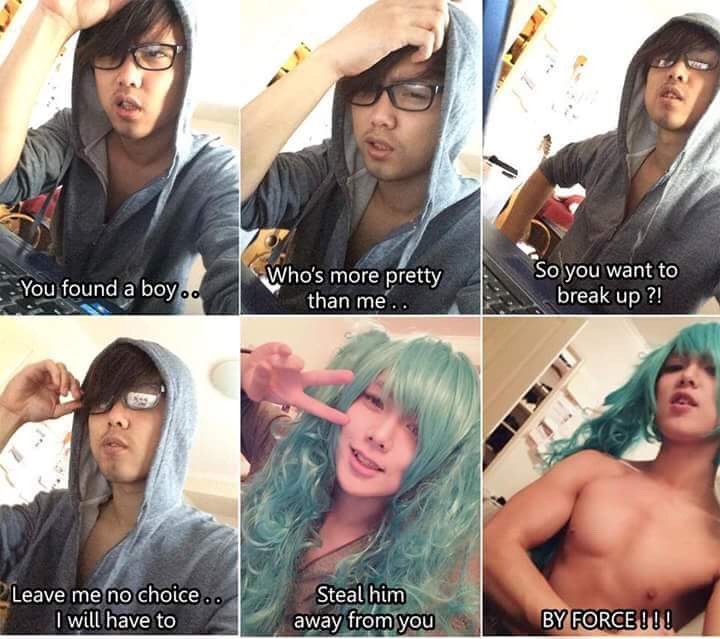 You found a boy . .
Who's more pretty
than me . .
So you want to
break up ?!
Leave me no choice . .
I will have to
Steal him
away from you
BY FORCE ! ! !